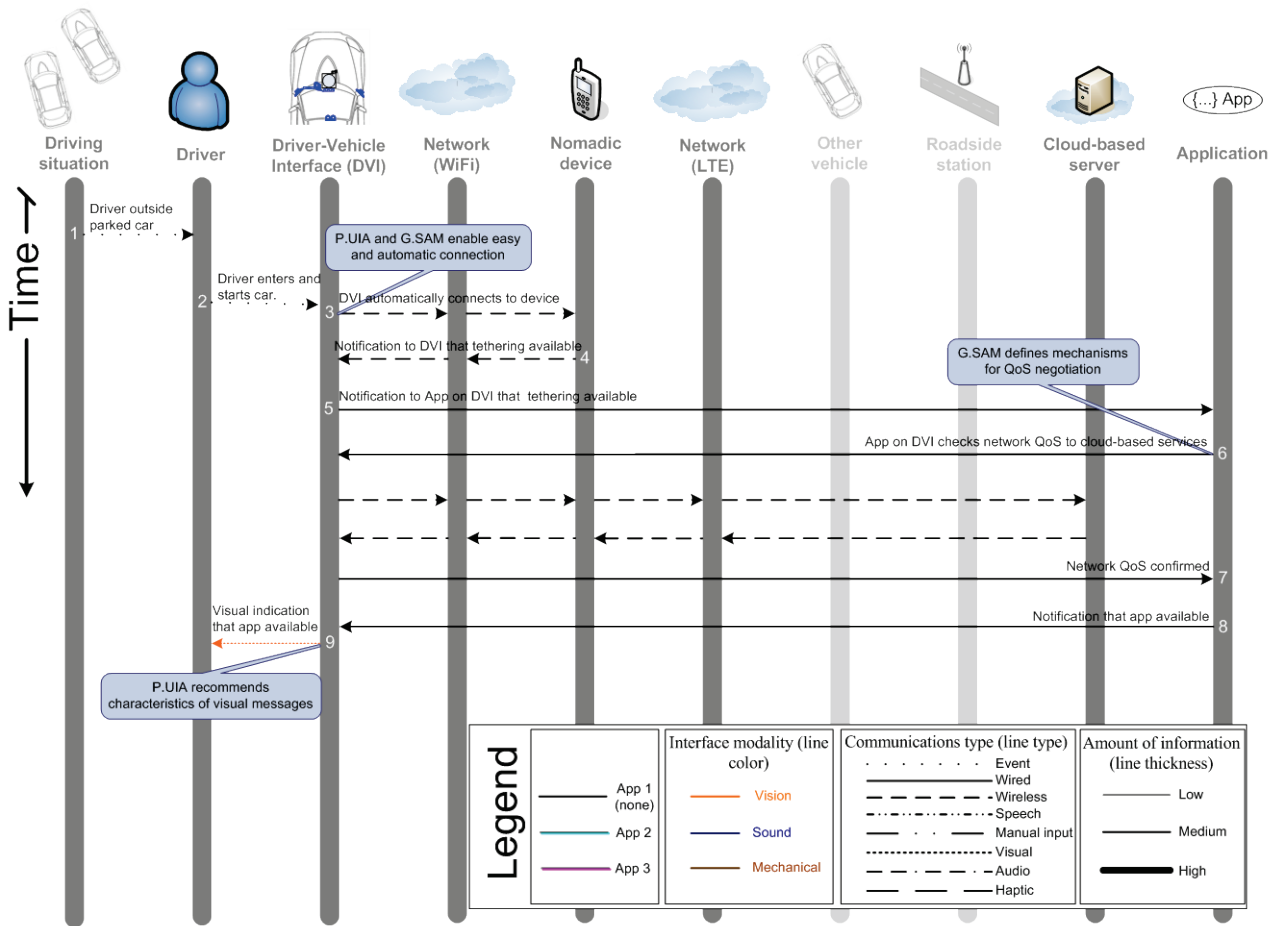 {...} App
Driving
situation
Driver
Driver-Vehicle
Interface (DVI)
Network
(WiFi)
Nomadic
device
Network
(LTE)
Other
vehicle
Roadside
station
Cloud-based
server
Application
Time
Driver outside
parked car
1
P.UIA and G.SAM enable easy
and automatic connection
Driver enters and
starts car.
2
DVI automatically connects to device
3
Notification to DVI that tethering available
4
G.SAM defines mechanisms
for QoS negotiation
Notification to App on DVI that tethering available
5
App on DVI checks network QoS to cloud-based services
6
Network QoS confirmed
7
Visual indication
that app available
Notification that app available
8
9
P.UIA recommends
characteristics of visual messages
Legend
App 1
(none)
App 2
App 3
Interface modality (line
color)
Vision
Sound
Mechanical
Communications type (line type)
Event
Wired
Wireless
Speech
Manual input
Visual
Audio
Haptic
Amount of information
(line thickness)
Low
Medium
High